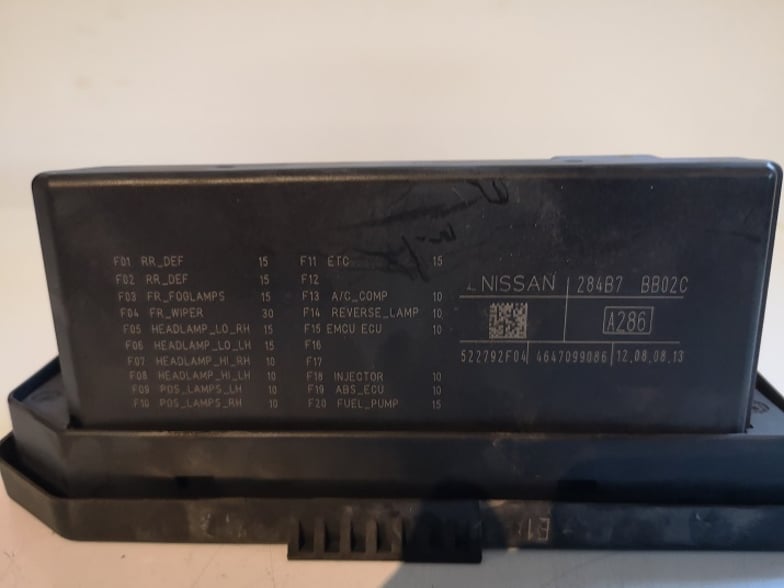 F01 RR_DEF 15
F02 RR_DEF 15
F03 FR_FOGLAMPS 15
F04 FR_WIPER 30
F05 HEADLAMP_LO_RH 15
F06 HEADLAMP_LO_LH 15
F07 HEADLAMP_HI_RH 10
F08 HEADLAMP_HI_LH 10
F09 POS_LAMPS_LH 10
F10 POS_LAMPS_RH 10
F11 ETC 15
F12
F13 A/C_COMP 10
F14 REVERSE_LAMP 10
F15 EMCU ECU 10
F16
F17
F18 INJECTOR 10
F19 ABS_ECU 10
F20 FUEL_PUMP 15
NISSAN 284B7 BB02C
A286
522792F04 4647099086 12.08.08.13